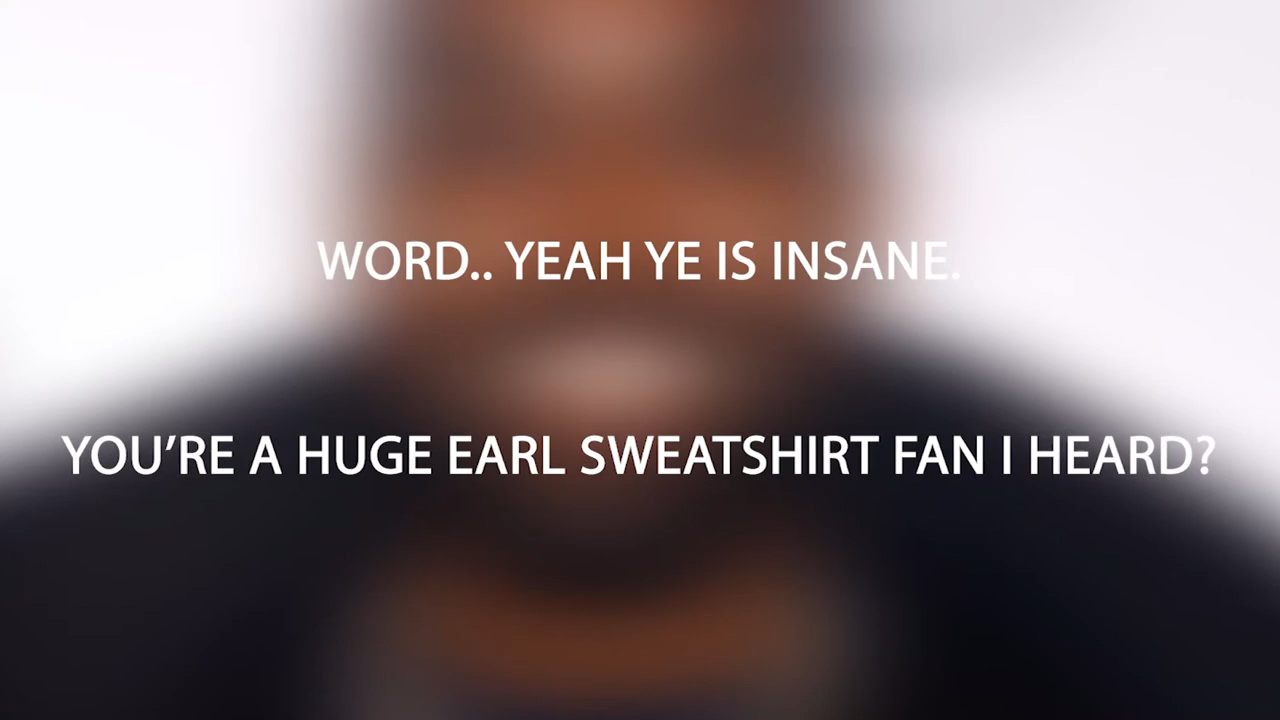 WORD.. YEAH YE IS INSANE.
YOU’RE A HUGE EARL SWEATSHIRT FAN I HEARD?